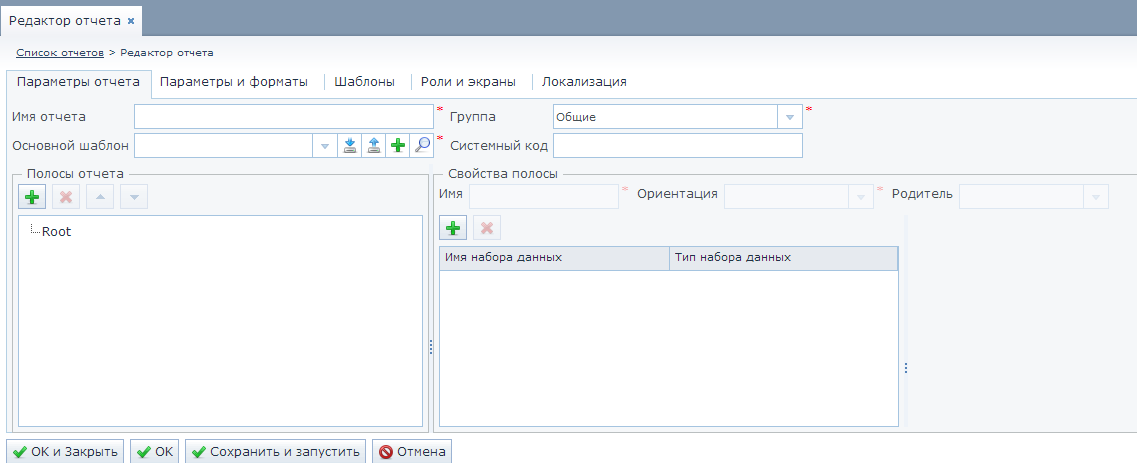 Редактор отчета ×
Список отчетов > Редактор отчета
Параметры отчета Параметры и форматы Шаблоны Роли и экраны Локализация
Имя отчета * Группа Общие *
Основной шаблон * Системный код
Полосы отчета Свойства полосы
Имя * Ориентация * Родитель
Root
Имя набора данных Тип набора данных
OK и Закрыть OK Сохранить и запустить Отмена